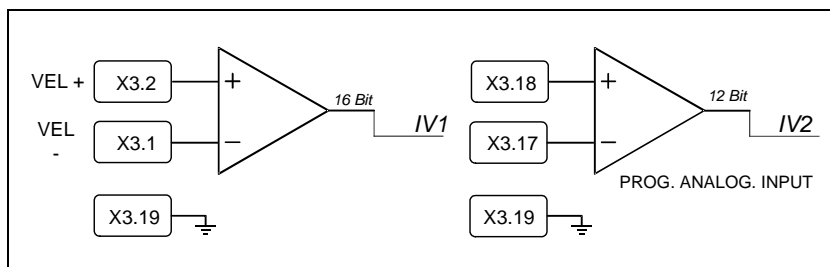 VEL + X3.2 + 16 Bit IV1
VEL - X3.1 −
X3.19
X3.18 + 12 Bit IV2
X3.17 −
PROG. ANALOG. INPUT
X3.19